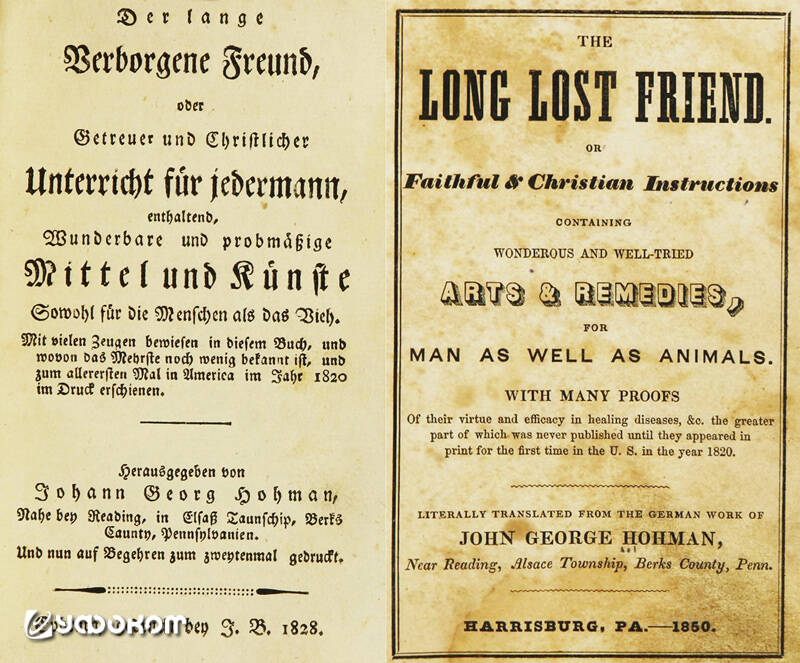 Der lange
Verborgene Freund,
oder
Getreuer und Christlicher
Unterricht für jedermann,
enthaltend,
Wunderbare und probmäßige
Mittel und Künste
Sowohl für die Menschen als das Vieh.
Mit vielen Zeugen bewiesen in diesem Buch, und
wovon das Mehrste noch wenig bekannt ist, und
zum allerersten Mal in America im Jahr 1820
im Druck erschienen.
Herausgegeben von
Johann Georg Hohman,
Nahe bey Reading, in Elsaß Taunschip, Berks
Caunty, Pennsylvanien.
Und nun auf Begehren zum zweytenmal gedruckt.
bey J. B. 1828.
УФОКОМ
THE
LONG LOST FRIEND.
OR
Faithful & Christian Instructions
CONTAINING
WONDEROUS AND WELL-TRIED
ARTS & REMEDIES,
FOR
MAN AS WELL AS ANIMALS.
WITH MANY PROOFS
Of their virtue and efficacy in healing diseases, &c. the greater
part of which was never published until they appeared in
print for the first time in the U. S. in the year 1820.
LITERALLY TRANSLATED FROM THE GERMAN WORK OF
JOHN GEORGE HOHMAN,
Near Reading, Alsace Township, Berks County, Penn.
HARRISBURG, PA.—1850.